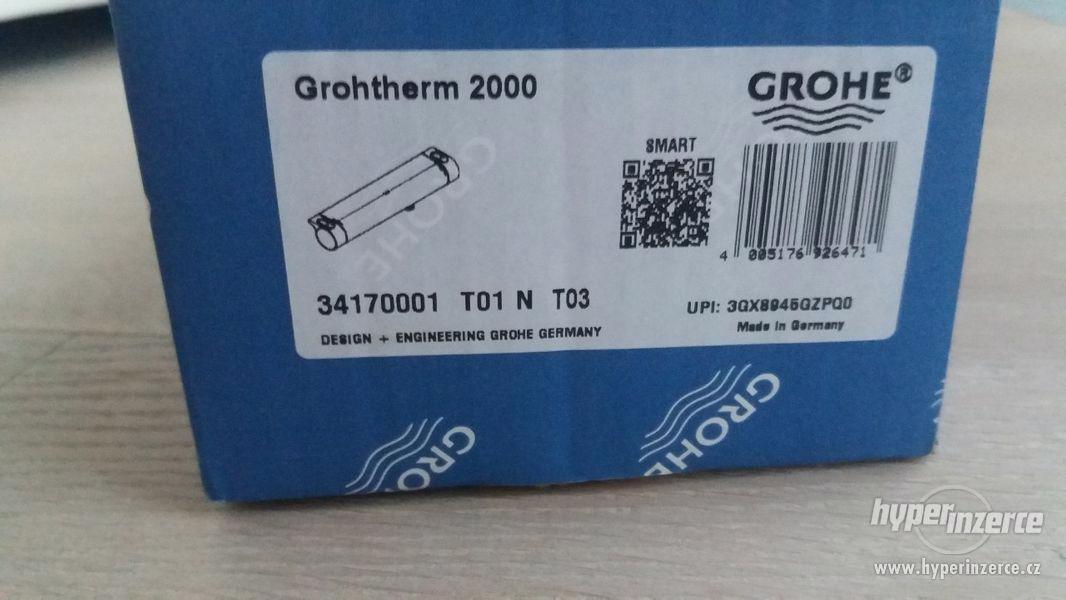 Grohtherm 2000
GROHE®
SMART
4 005176 926471
34170001 T01 N T03
UPI: 3GX8945GZPQ0
DESIGN + ENGINEERING GROHE GERMANY
Made in Germany
GROHE
GROHE
GROHE
GROHE
hyperinzerce
www.hyperinzerce.cz